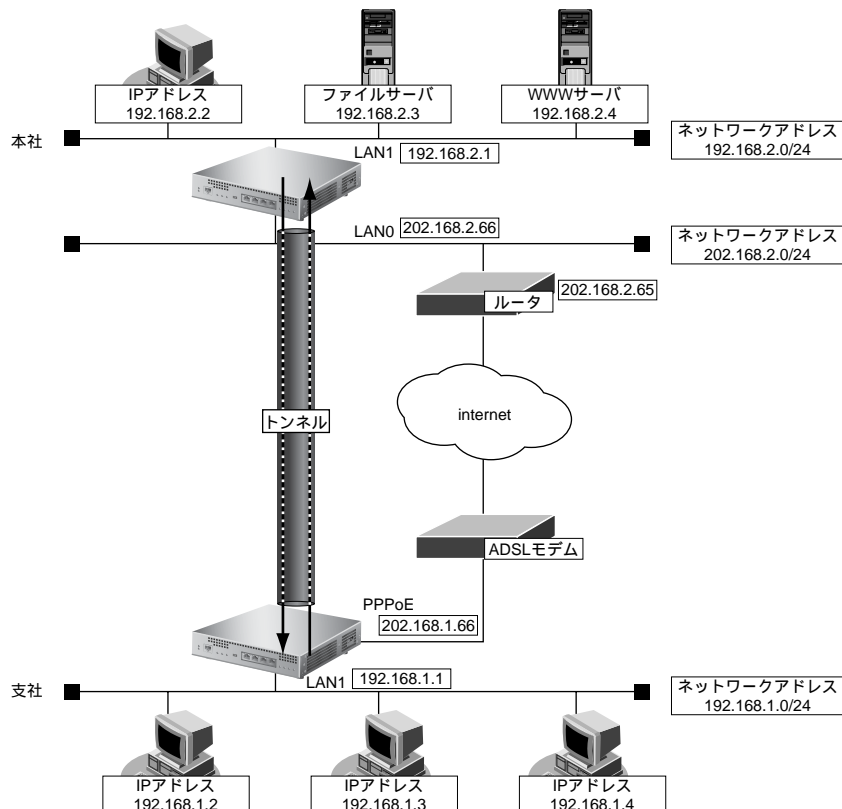 IPアドレス
192.168.2.2
ファイルサーバ
192.168.2.3
WWWサーバ
192.168.2.4
本社
LAN1
192.168.2.1
ネットワークアドレス
192.168.2.0/24
LAN0
202.168.2.66
ネットワークアドレス
202.168.2.0/24
ルータ
202.168.2.65
トンネル
internet
ADSLモデム
PPPoE
202.168.1.66
支社
LAN1
192.168.1.1
ネットワークアドレス
192.168.1.0/24
IPアドレス
192.168.1.2
IPアドレス
192.168.1.3
IPアドレス
192.168.1.4